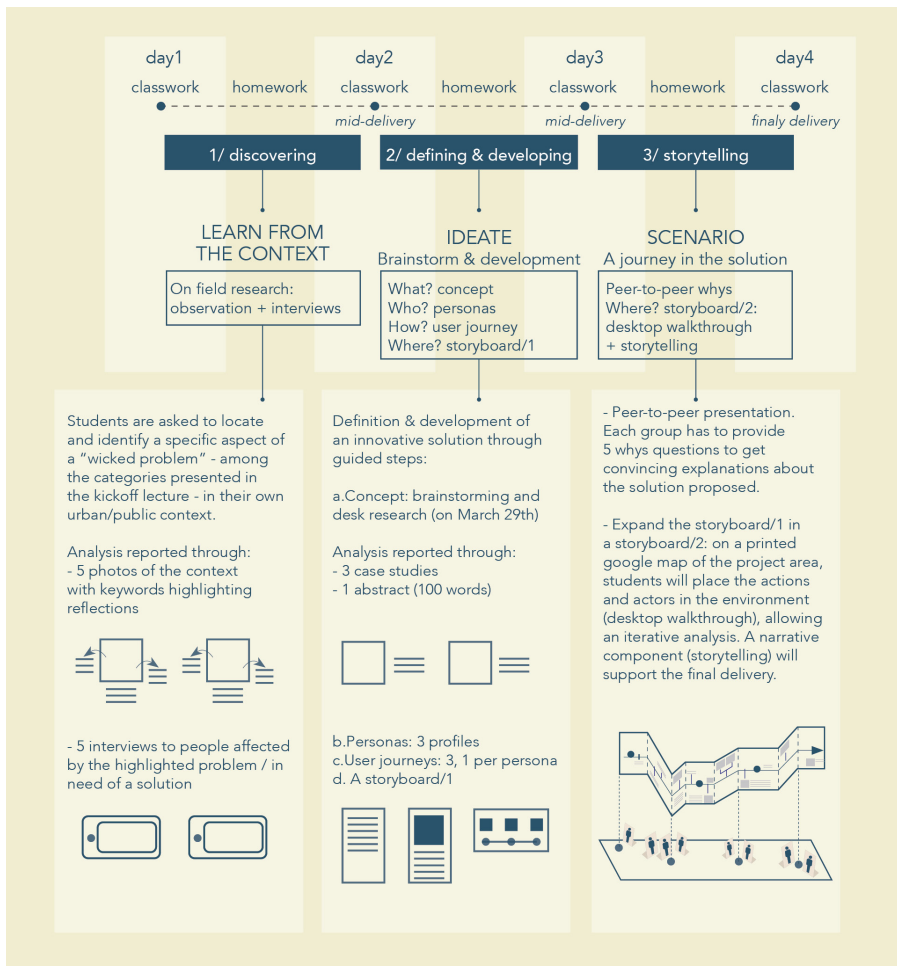 day1
day2
day3
day4
classwork
homework
classwork
homework
classwork
homework
classwork
mid-delivery
mid-delivery
finaly delivery
1/ discovering
2/ defining & developing
3/ storytelling
LEARN FROM
THE CONTEXT
On field research:
observation + interviews
IDEATE
Brainstorm & development
What? concept
Who? personas
How? user journey
Where? storyboard/1
SCENARIO
A journey in the solution
Peer-to-peer whys
Where? storyboard/2:
desktop walkthrough
+ storytelling
Students are asked to locate
and identify a specific aspect of
a “wicked problem” - among
the categories presented in
the kickoff lecture - in their own
urban/public context.
Analysis reported through:
- 5 photos of the context
with keywords highlighting
reflections
- 5 interviews to people affected
by the highlighted problem / in
need of a solution
Definition & development of
an innovative solution through
guided steps:
a.Concept: brainstorming and
desk research (on March 29th)
Analysis reported through:
- 3 case studies
- 1 abstract (100 words)
b.Personas: 3 profiles
c.User journeys: 3, 1 per persona
d. A storyboard/1
- Peer-to-peer presentation.
Each group has to provide
5 whys questions to get
convincing explanations about
the solution proposed.
- Expand the storyboard/1 in
a storyboard/2: on a printed
google map of the project area,
students will place the actions
and actors in the environment
(desktop walkthrough), allowing
an iterative analysis. A narrative
component (storytelling) will
support the final delivery.